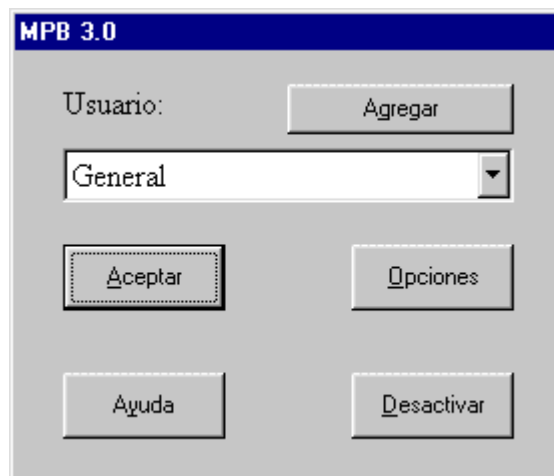 MPB 3.0
Usuario: Agregar
General
Aceptar Opciones
Ayuda Desactivar